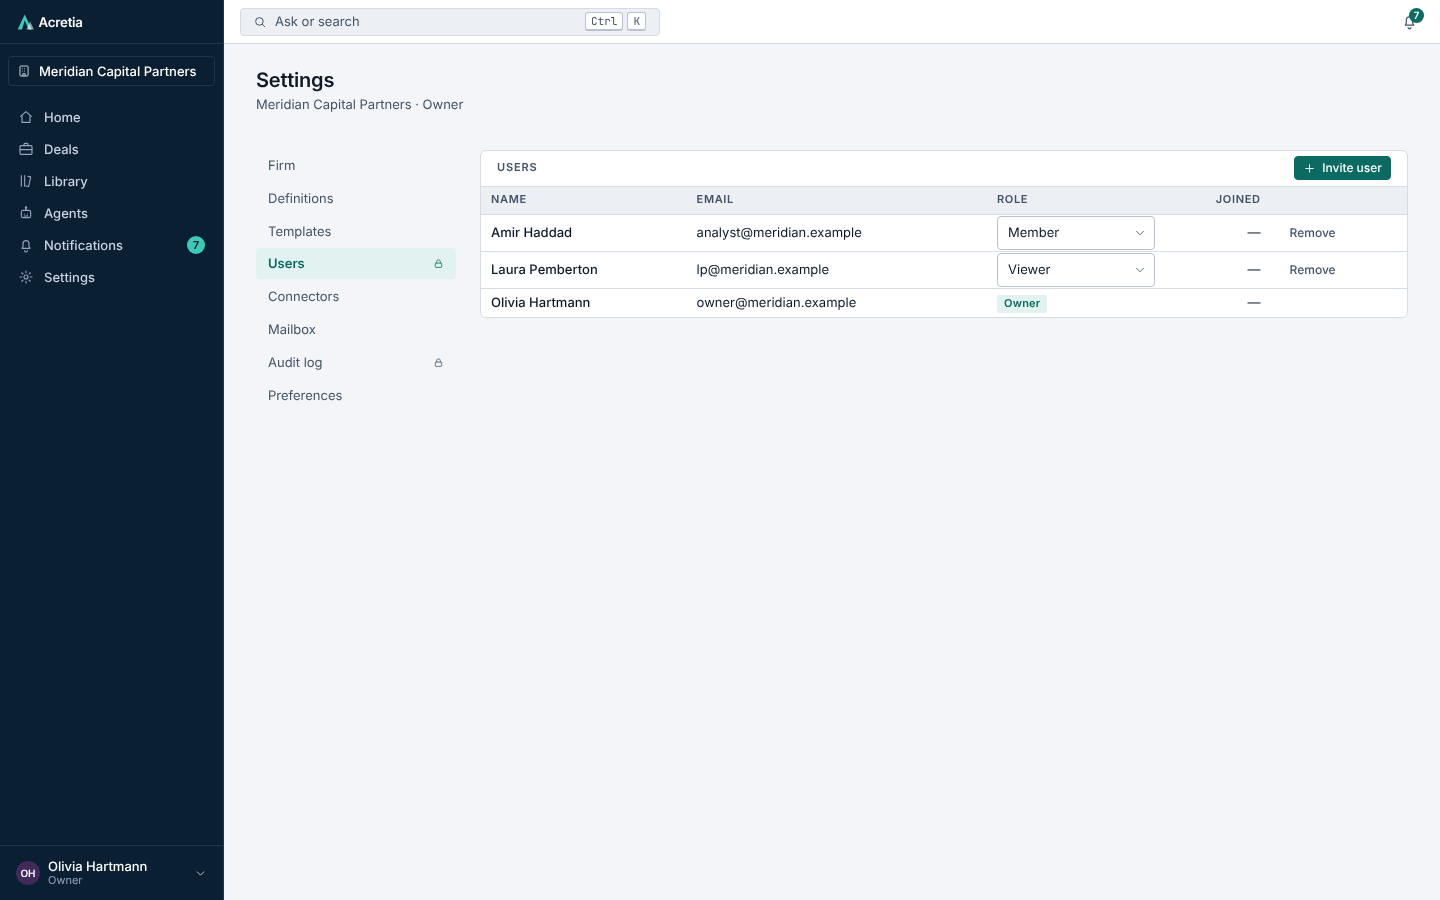 Acretia
Meridian Capital Partners
Home
Deals
Library
Agents
Notifications 7
Settings
Olivia Hartmann
Owner
OH
Ask or search Ctrl K
7
Settings
Meridian Capital Partners · Owner
Firm
Definitions
Templates
Users
Connectors
Mailbox
Audit log
Preferences
USERS
+ Invite user
NAME EMAIL ROLE JOINED
Amir Haddad analyst@meridian.example Member — Remove
Laura Pemberton lp@meridian.example Viewer — Remove
Olivia Hartmann owner@meridian.example Owner —